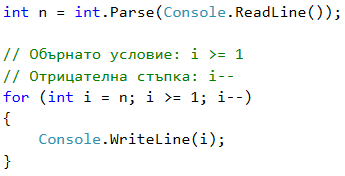 int n = int.Parse(Console.ReadLine());
// Обърнато условие: i >= 1
// Отрицателна стъпка: i--
for (int i = n; i >= 1; i--)
{
    Console.WriteLine(i);
}